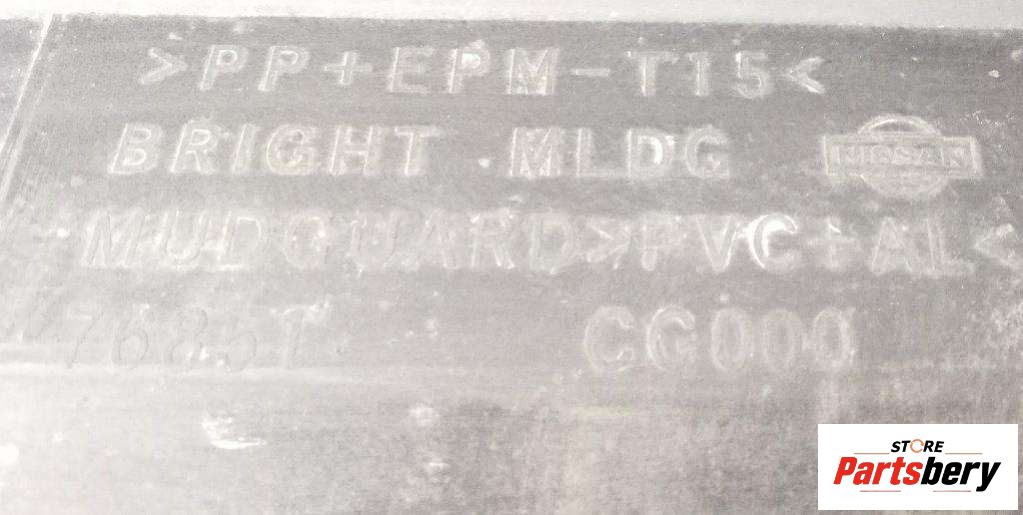 >PP+EPM-T15<
BRIGHT MLDG
NISSAN
MUDGUARD>PVC+AL<
76851 CG000
STORE
Partsbery